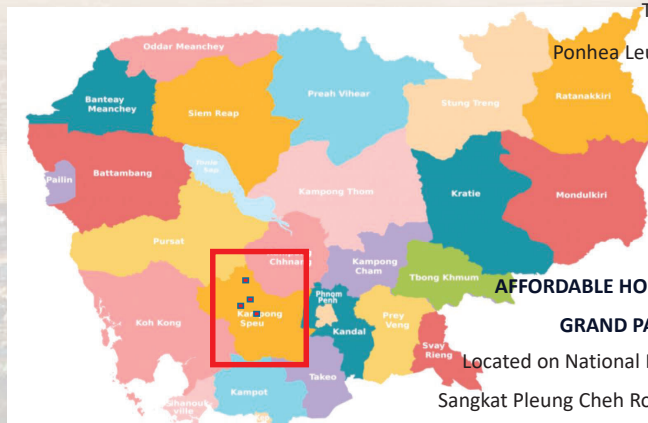 T
Ponhea Leu
Oddar Meanchey
Banteay
Meanchey
Siem Reap
Preah Vihear
Stung Treng
Ratanakkiri
Pailin
Battambang
Kampong Thom
Kratie
Mondulkiri
Pursat
Chhnang
Kampong
Cham
Tbong Khmum
AFFORDABLE HO
Koh Kong
Kampong
Speu
Phnom
Penh
Kandal
Prey
Veng
GRAND PA
Svay
Rieng
Located on National
Takeo
Kampot
Sangkat Pleung Cheh Ro